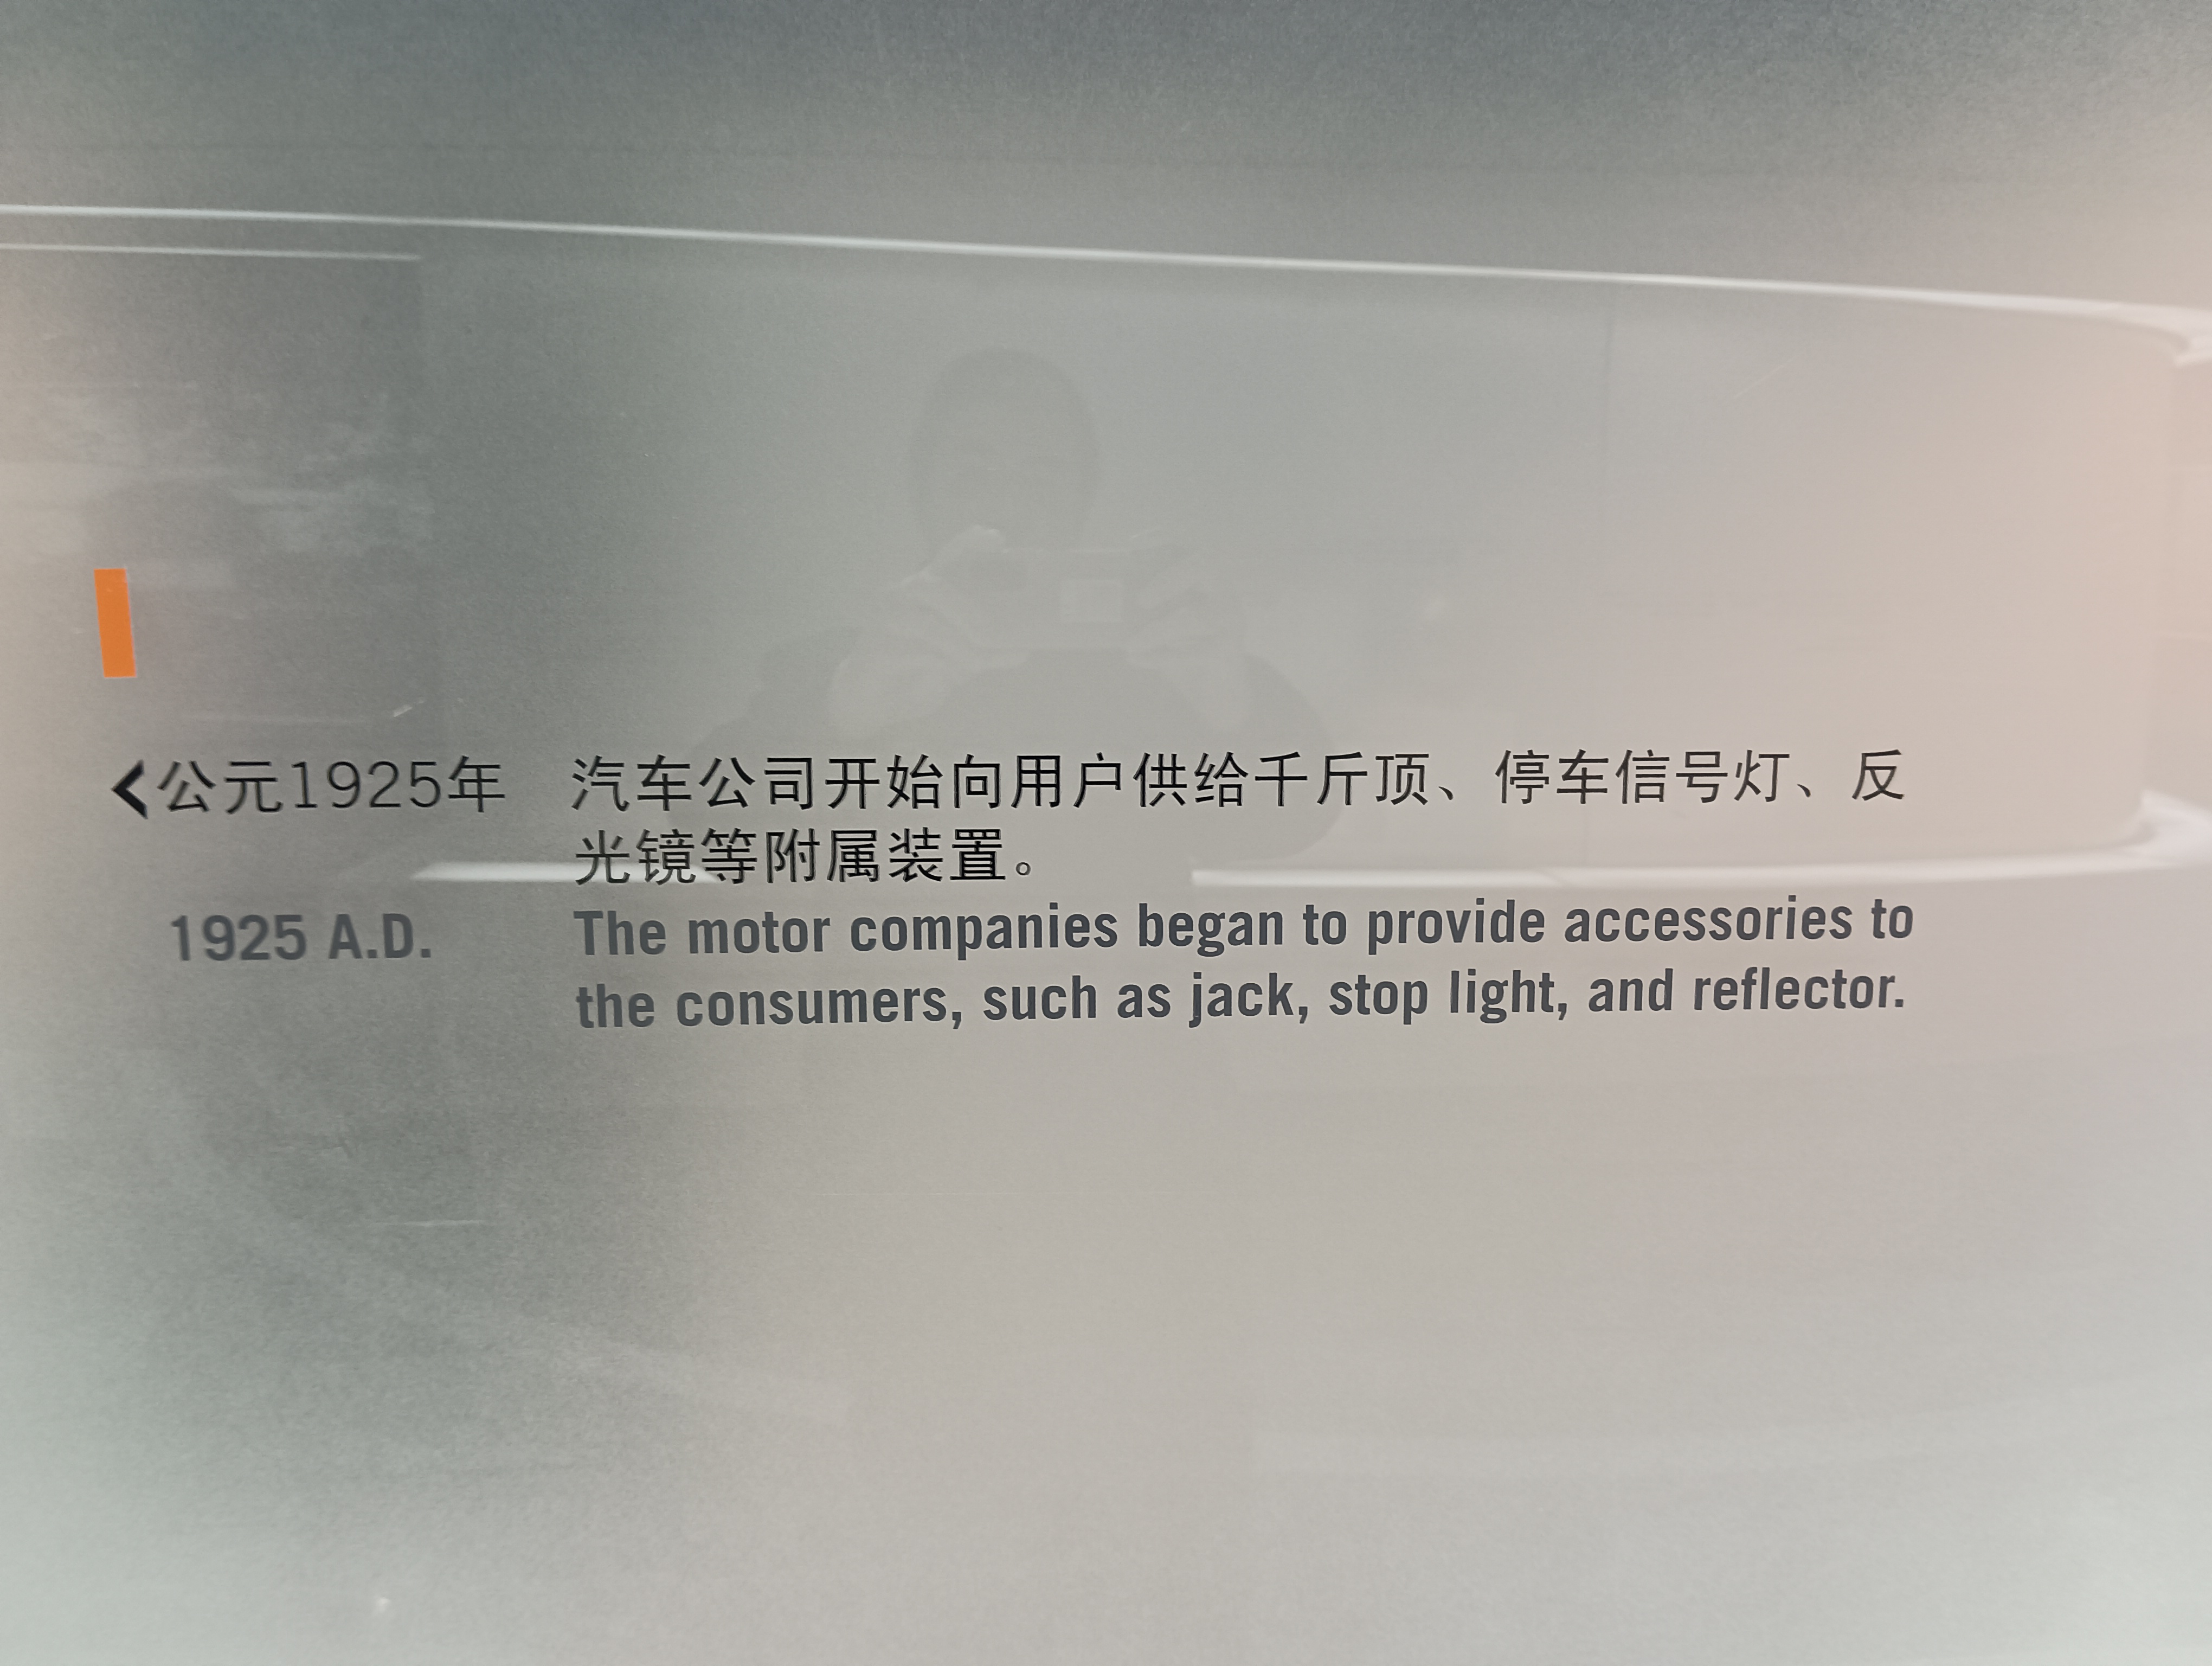 <公元1925年 汽车公司开始向用户供给千斤顶、停车信号灯、反
光镜等附属装置。
1925 A.D. The motor companies began to provide accessories to
the consumers, such as jack, stop light, and reflector.